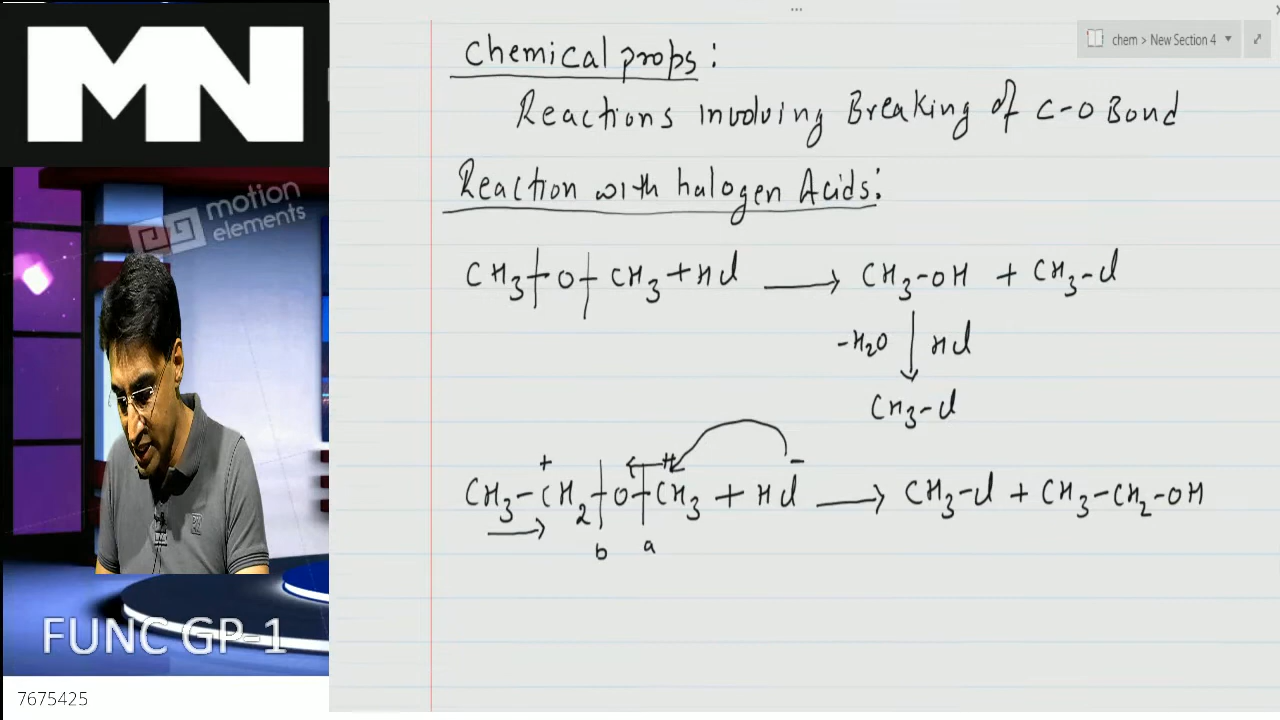 MN
motion
elements
FUNC GP-1
7675425
...
chem > New Section 4
Chemical props:
Reactions involving Breaking of C-O Bond
Reaction with halogen Acids:
CH3-O-CH3 + HCl ⟶ CH3-OH + CH3-Cl
-H2O ↓ HCl
CH3-Cl
+ ← + -
CH3-CH2-O-CH3 + HCl ⟶ CH3-Cl + CH3-CH2-OH
→
b a